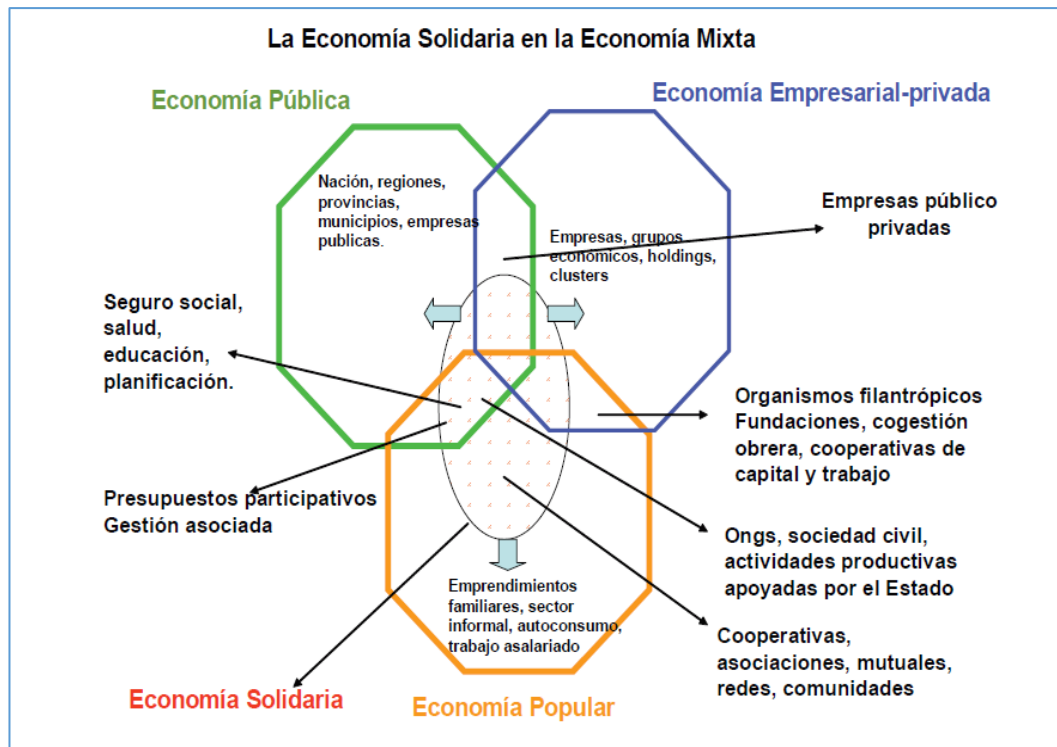 La Economía Solidaria en la Economía Mixta
Economía Pública
Economía Empresarial-privada
Nación, regiones,
provincias,
municipios, empresas
publicas.
Empresas, grupos
económicos, holdings,
clusters
Empresas público
privadas
Seguro social,
salud,
educación,
planificación.
Organismos filantrópicos
Fundaciones, cogestión
obrera, cooperativas de
capital y trabajo
Presupuestos participativos
Gestión asociada
Ongs, sociedad civil,
actividades productivas
apoyadas por el Estado
Emprendimientos
familiares, sector
informal, autoconsumo,
trabajo asalariado
Cooperativas,
asociaciones, mutuales,
redes, comunidades
Economía Solidaria
Economía Popular